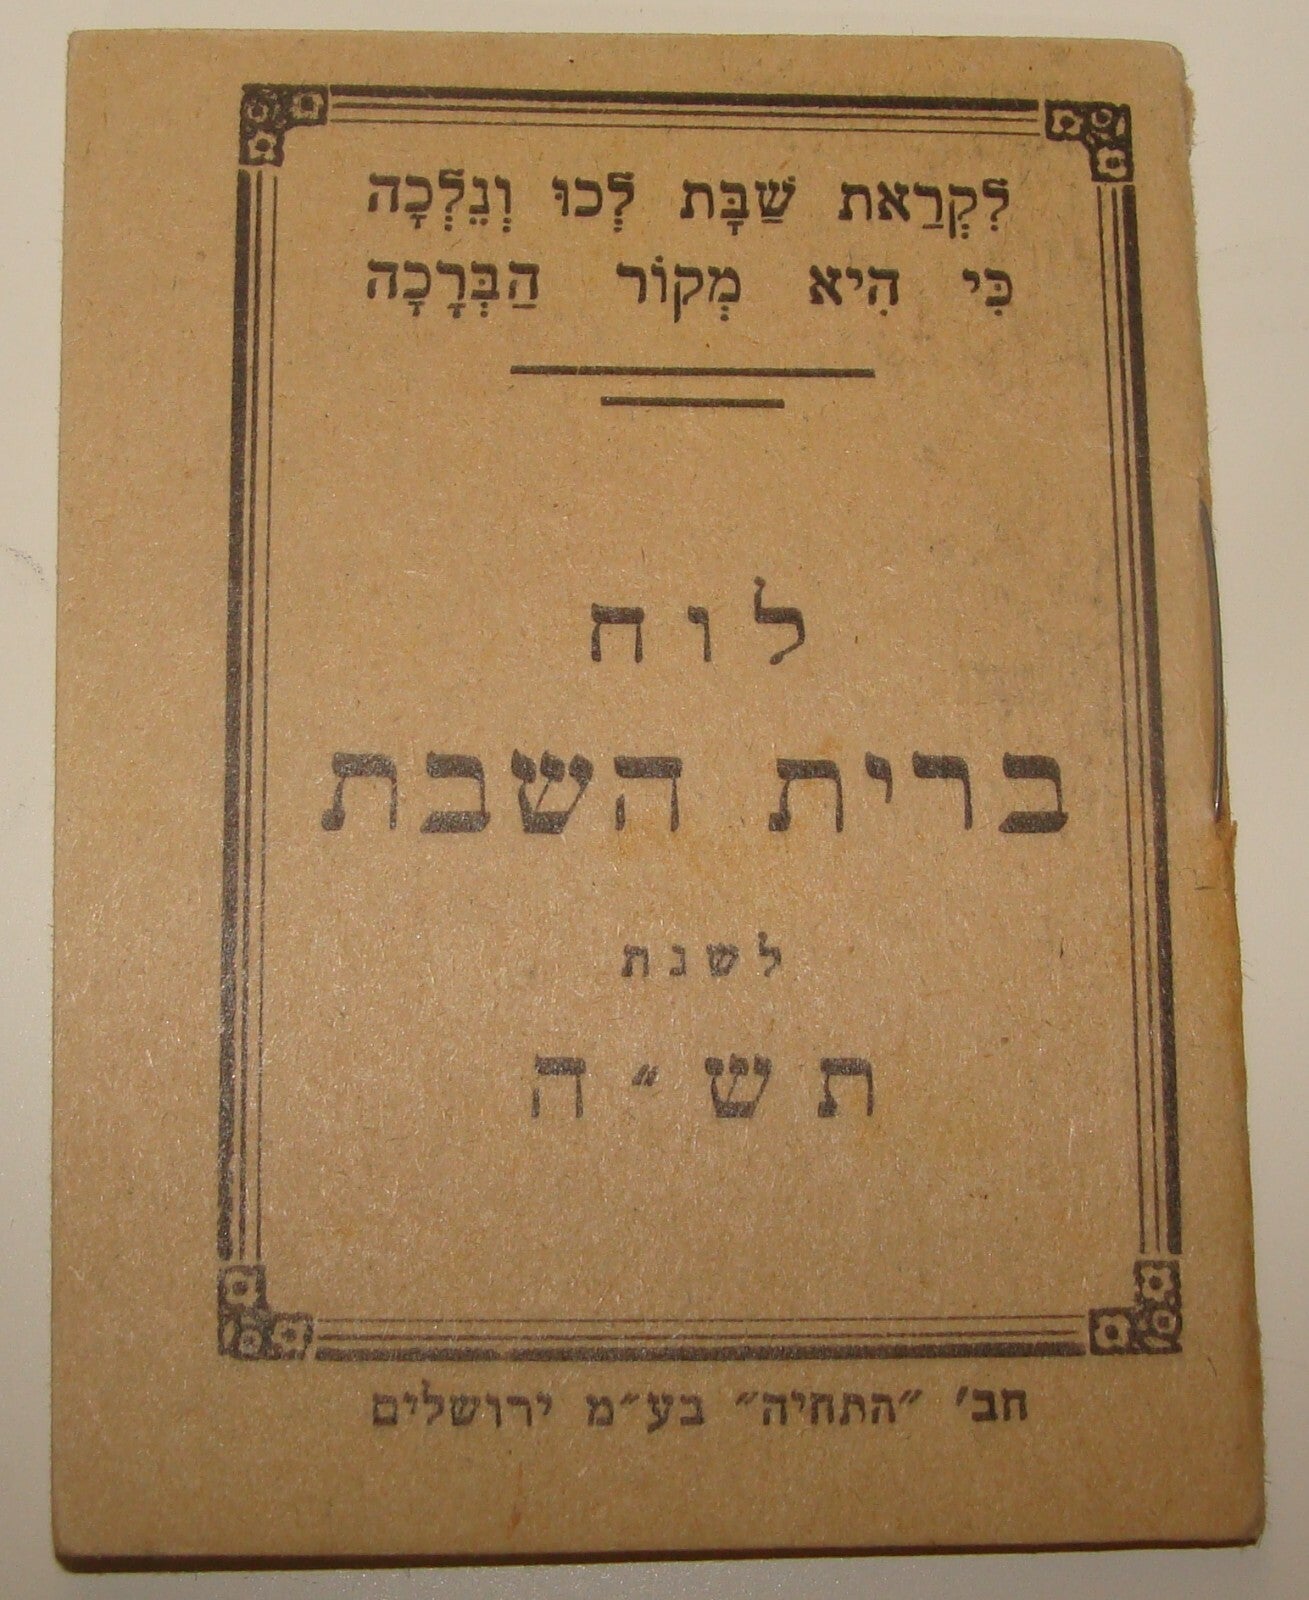 לִקְרַאת שַׁבָּת לְכוּ וְנֵלְכָה
כִּי הִיא מְקוֹר הַבְּרָכָה
לוח
ברית השבת
לשנת
תש״ה
חב׳ ״התחיה״ בע״מ ירושלים